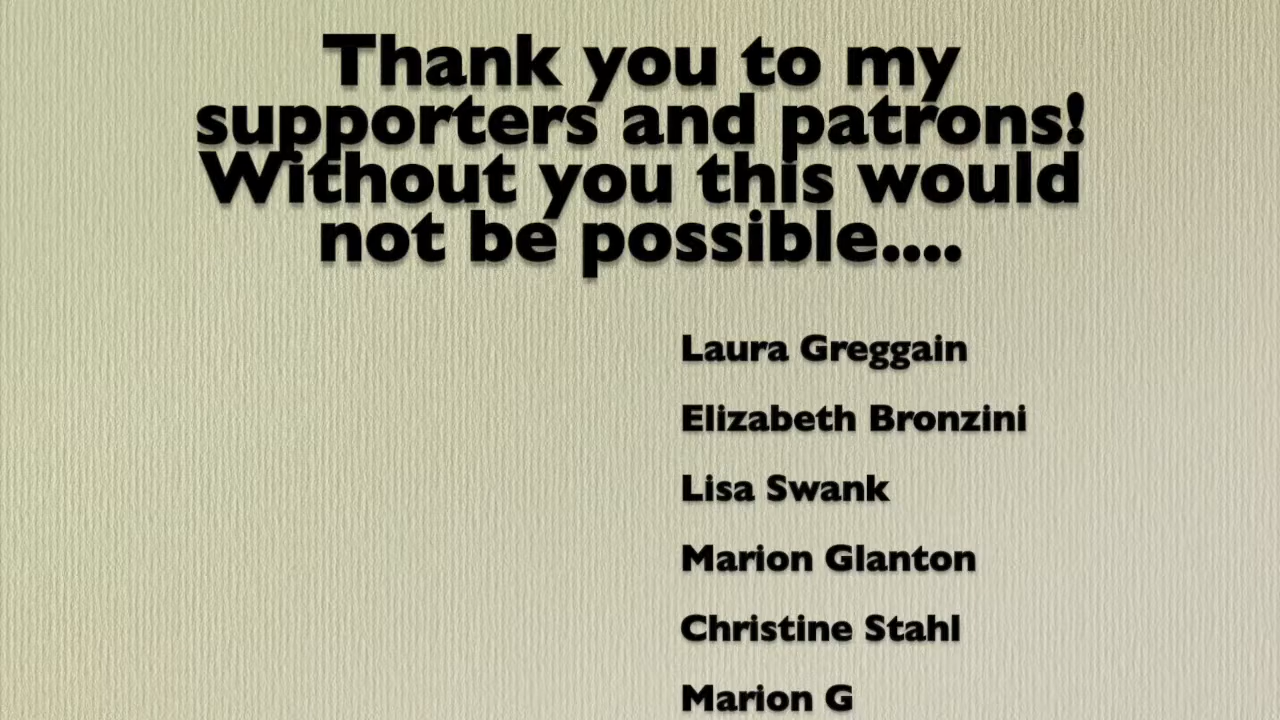 Thank you to my
supporters and patrons!
Without you this would
not be possible....
Laura Greggain
Elizabeth Bronzini
Lisa Swank
Marion Glanton
Christine Stahl
Marion G